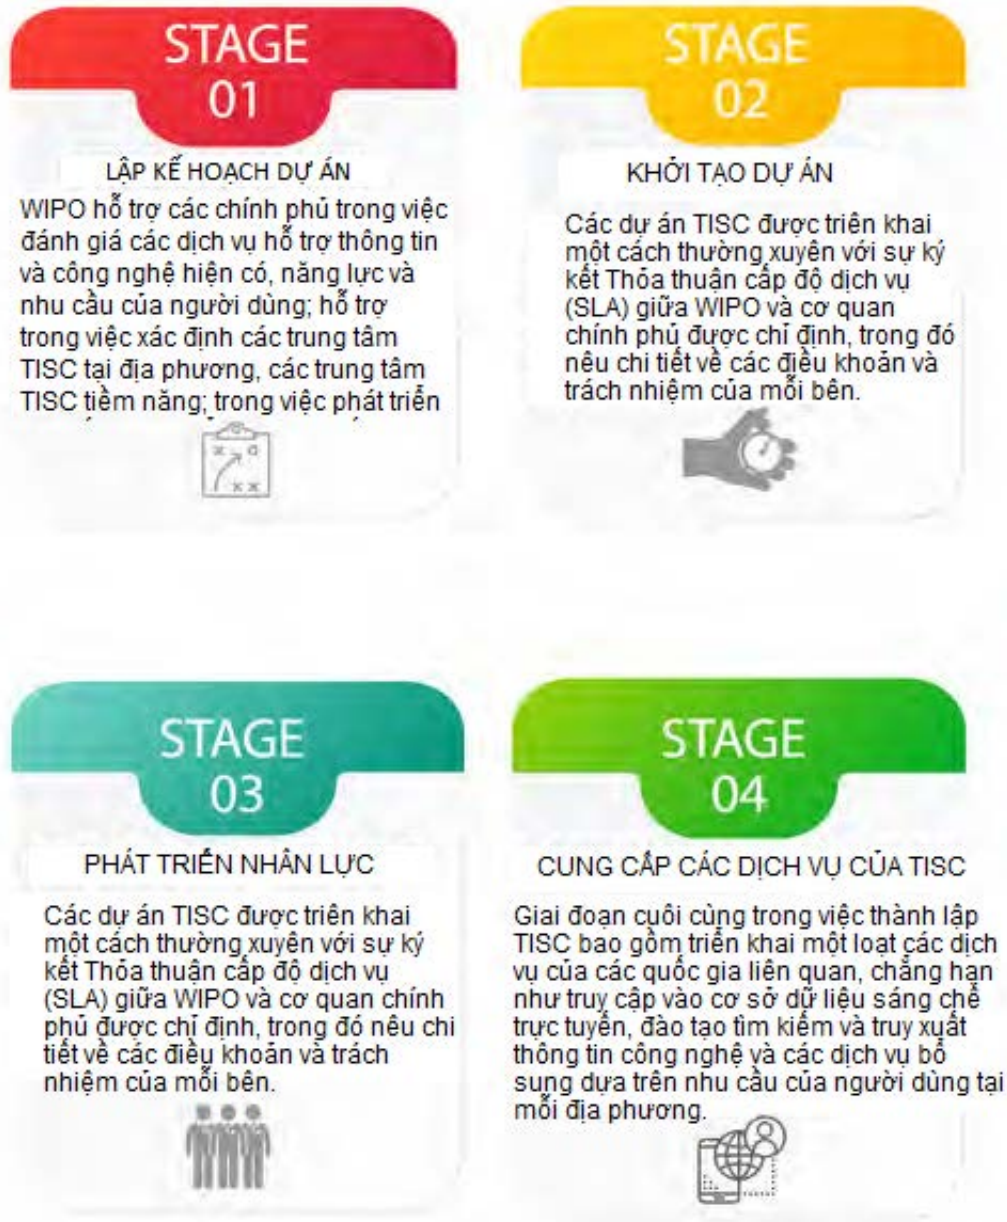 STAGE
01
LẬP KẾ HOẠCH DỰ ÁN
WIPO hỗ trợ các chính phủ trong việc
đánh giá các dịch vụ hỗ trợ thông tin
và công nghệ hiện có, năng lực và
nhu cầu của người dùng; hỗ trợ
trong việc xác định các trung tâm
TISC tại địa phương, các trung tâm
TISC tiềm năng; trong việc phát triển
STAGE
02
KHỞI TẠO DỰ ÁN
Các dự án TISC được triên khai
một cách thường xuyên với sự ký
kết Thỏa thuận cấp độ dịch vụ
(SLA) giữa WIPO và cơ quan
chính phủ được chỉ định, trong đó
nêu chi tiết về các điều khoản và
trách nhiệm của mỗi bên.
STAGE
03
PHÁT TRIỂN NHÂN LỰC
Các dự án TISC được triên khai
một cách thường xuyên với sự ký
kết Thỏa thuận cấp độ dịch vụ
(SLA) giữa WIPO và cơ quan chính
phủ được chỉ định, trong đó nêu chi
tiết về các điều khoản và trách
nhiệm của mỗi bên.
STAGE
04
CUNG CẤP CÁC DỊCH VỤ CỦA TISC
Giai đoạn cuối cùng trong việc thành lập
TISC bao gồm triển khai một loạt các dịch
vụ của các quốc gia liên quan, chẳng hạn
như truy cập vào cơ sở dữ liệu sáng chế
trực tuyến, đào tạo tìm kiếm và truy xuất
thông tin công nghệ và các dịch vụ bổ
sung dựa trên nhu cầu của người dùng tại
mỗi địa phương.